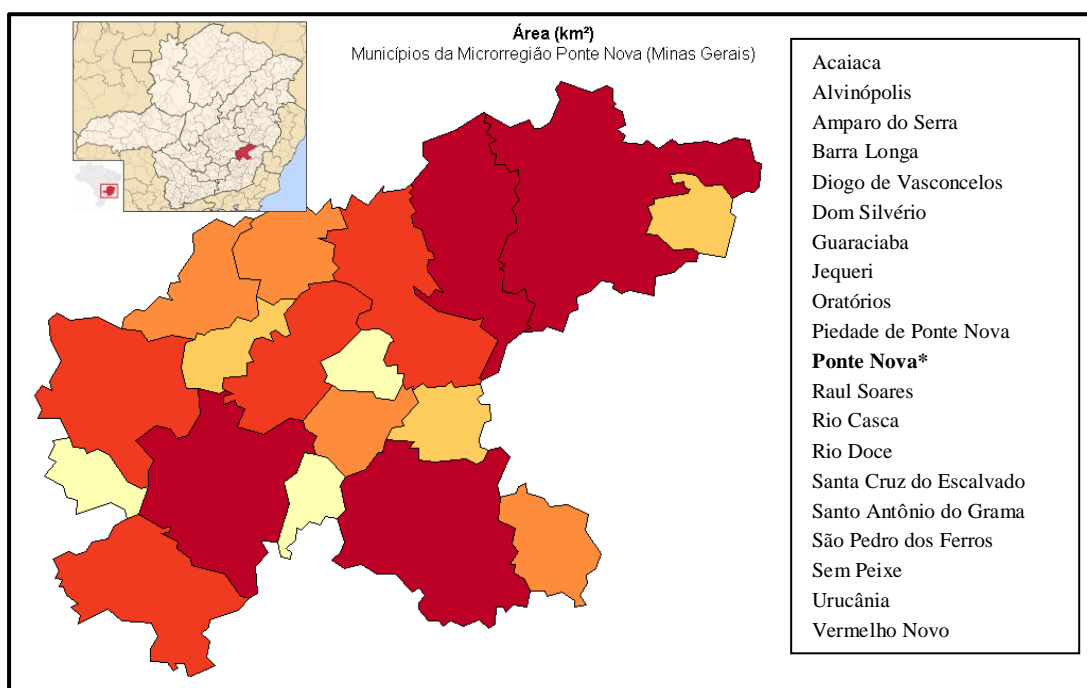 Área (km²)
Municípios da Microrregião Ponte Nova (Minas Gerais)
Acaiaca
Alvinópolis
Amparo do Serra
Barra Longa
Diogo de Vasconcelos
Dom Silvério
Guaraciaba
Jequeri
Oratórios
Piedade de Ponte Nova
Ponte Nova*
Raul Soares
Rio Casca
Rio Doce
Santa Cruz do Escalvado
Santo Antônio do Grama
São Pedro dos Ferros
Sem Peixe
Urucânia
Vermelho Novo